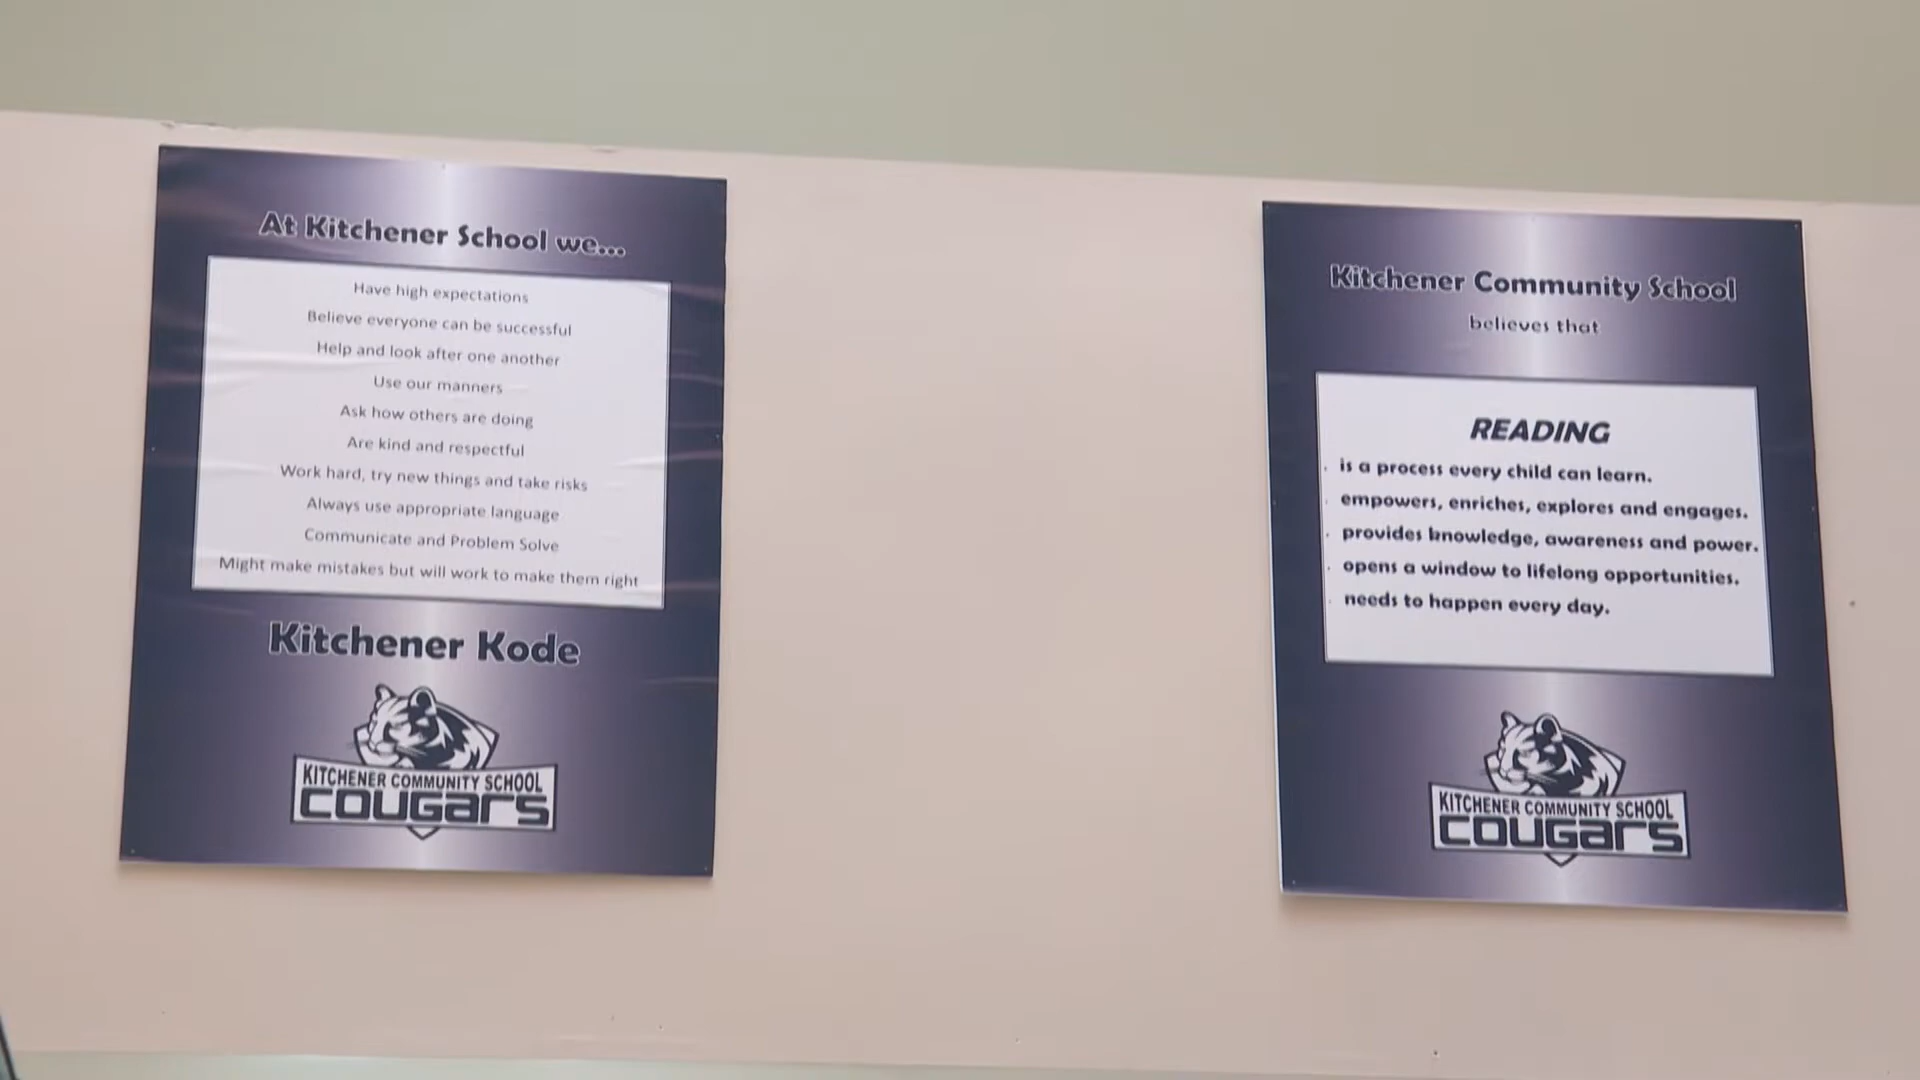 At Kitchener School we...
Have high expectations
Believe everyone can be successful
Help and look after one another
Use our manners
Ask how others are doing
Are kind and respectful
Work hard, try new things and take risks
Always use appropriate language
Communicate and Problem Solve
Might make mistakes but will work to make them right
Kitchener Kode
KITCHENER COMMUNITY SCHOOL
COUGARS
Kitchener Community School
believes that
READING
· is a process every child can learn.
· empowers, enriches, explores and engages.
· provides knowledge, awareness and power.
· opens a window to lifelong opportunities.
· needs to happen every day.
KITCHENER COMMUNITY SCHOOL
COUGARS